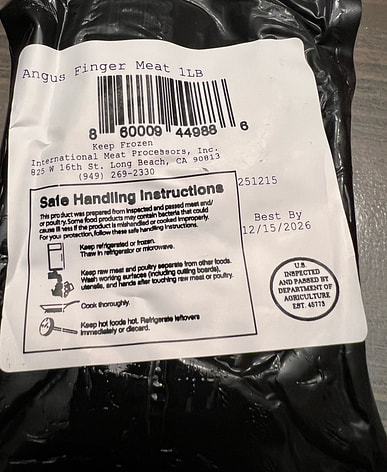 Angus Finger Meat 1LB
8 60009 44988 6
Keep Frozen
International Meat Processors, Inc.
825 W 16th St. Long Beach, CA 90813
(949) 269-2330
251215
Safe Handling Instructions
This product was prepared from inspected and passed meat and/
or poultry. Some food products may contain bacteria that could
cause illness if the product is mishandled or cooked improperly.
For your protection, follow these safe handling instructions.
Keep refrigerated or frozen.
Thaw in refrigerator or microwave.
Keep raw meat and poultry separate from other foods.
Wash working surfaces (including cutting boards),
utensils, and hands after touching raw meat or poultry.
Cook thoroughly.
Keep hot foods hot. Refrigerate leftovers
immediately or discard.
Best By
12/15/2026
U.S.
INSPECTED
AND PASSED BY
DEPARTMENT OF
AGRICULTURE
EST. 45773